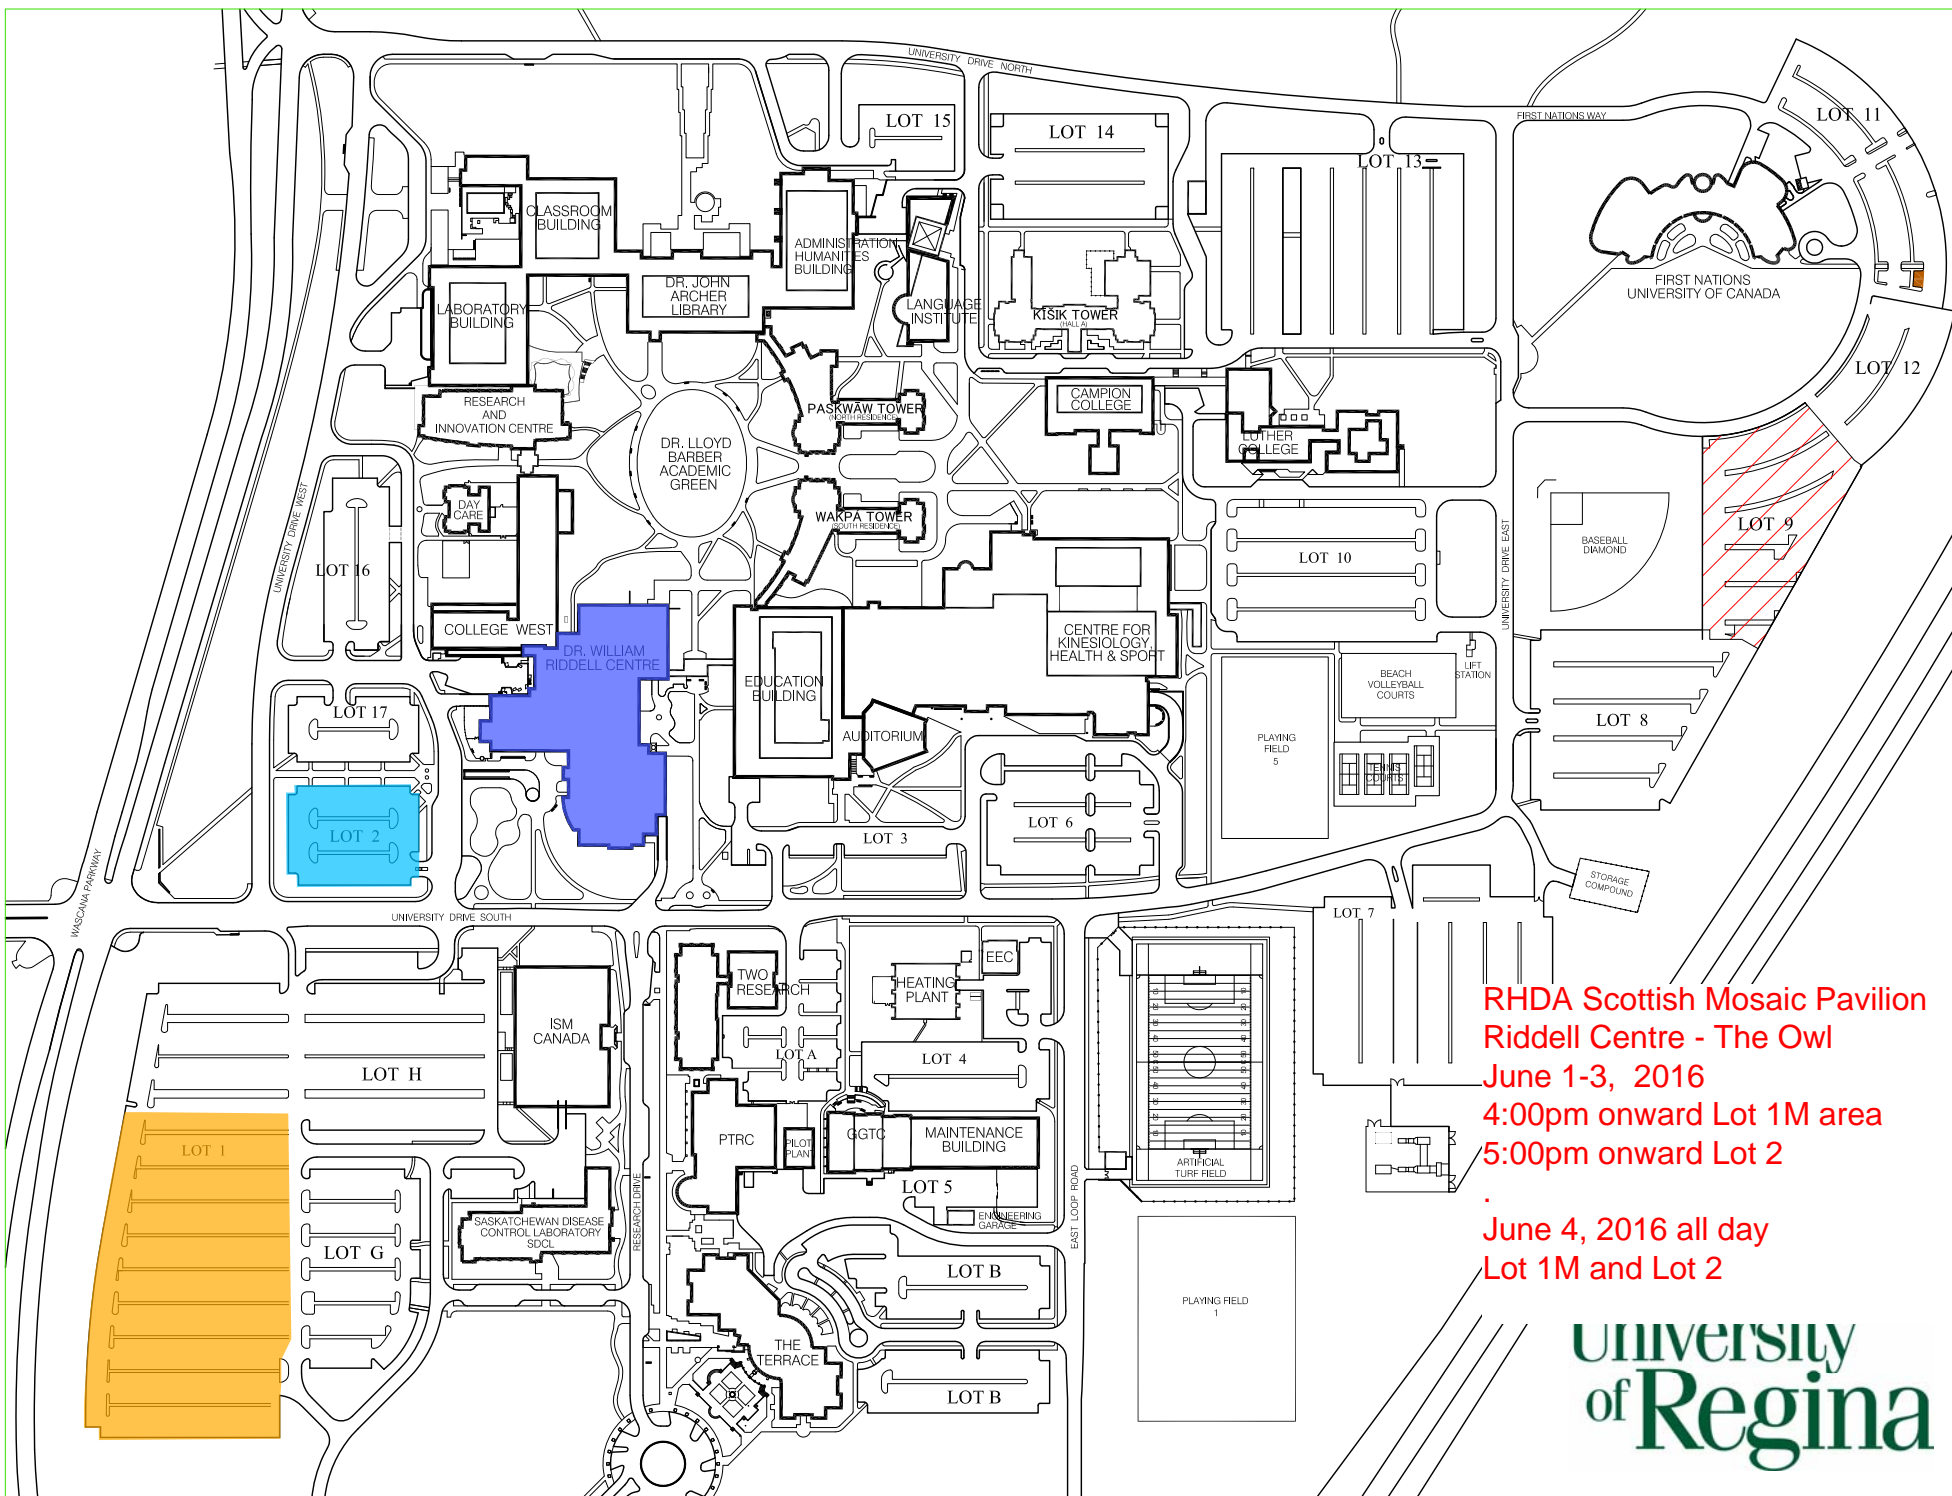 UNIVERSITY DRIVE NORTH
FIRST NATIONS WAY
LOT 11
LOT 15
LOT 14
LOT 13
CLASSROOM
BUILDING
ADMINISTRATION
HUMANITIES
BUILDING
DR. JOHN
ARCHER
LIBRARY
LABORATORY
BUILDING
LANGUAGE
INSTITUTE
KĪSIK TOWER
(HALL A)
FIRST NATIONS
UNIVERSITY OF CANADA
LOT 12
RESEARCH
AND
INNOVATION CENTRE
PASKWĀW TOWER
(NORTH RESIDENCE)
CAMPION
COLLEGE
LUTHER
COLLEGE
DR. LLOYD
BARBER
ACADEMIC
GREEN
DAY
CARE
WAKPÁ TOWER
(SOUTH RESIDENCE)
UNIVERSITY DRIVE WEST
LOT 16
LOT 10
UNIVERSITY DRIVE EAST
BASEBALL
DIAMOND
LOT 9
COLLEGE WEST
DR. WILLIAM
RIDDELL CENTRE
EDUCATION
BUILDING
CENTRE FOR
KINESIOLOGY,
HEALTH & SPORT
BEACH
VOLLEYBALL
COURTS
LIFT
STATION
LOT 17
AUDITORIUM
PLAYING
FIELD
5
TENNIS
COURTS
LOT 8
LOT 2
LOT 3
LOT 6
WASCANA PARKWAY
UNIVERSITY DRIVE SOUTH
STORAGE
COMPOUND
LOT 7
TWO
RESEARCH
HEATING
PLANT
EEC
ISM
CANADA
LOT H
LOT A
LOT 4
LOT 1
PTRC
PILOT
PLANT
GGTC
MAINTENANCE
BUILDING
ARTIFICIAL
TURF FIELD
LOT 5
ENGINEERING
GARAGE
EAST LOOP ROAD
RESEARCH DRIVE
SASKATCHEWAN DISEASE
CONTROL LABORATORY
SDCL
LOT G
LOT B
THE
TERRACE
LOT B
PLAYING FIELD
1
RHDA Scottish Mosaic Pavilion
Riddell Centre - The Owl
June 1-3, 2016
4:00pm onward Lot 1M area
5:00pm onward Lot 2
.
June 4, 2016 all day
Lot 1M and Lot 2
University
of Regina